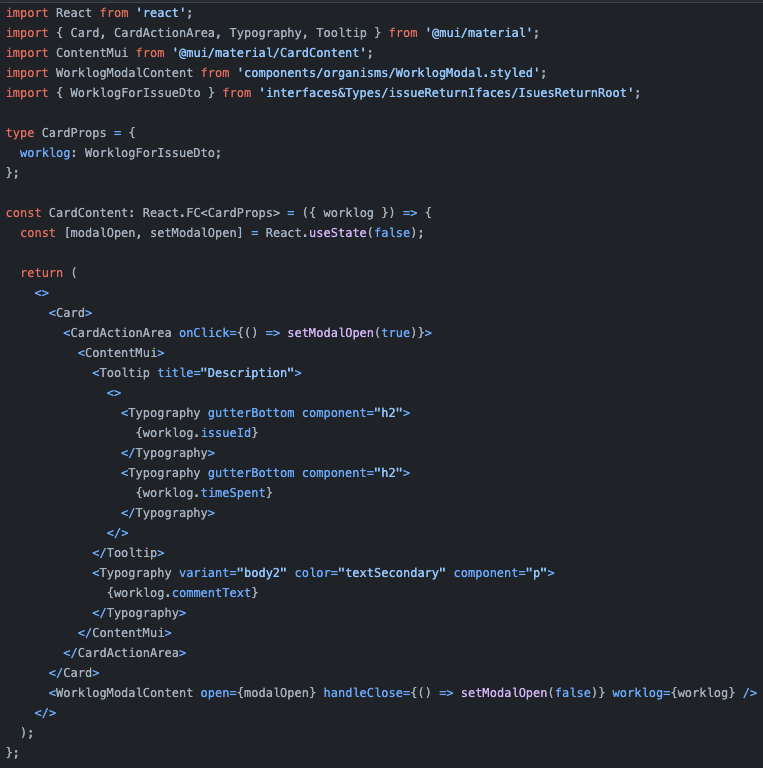 import React from 'react';
import { Card, CardActionArea, Typography, Tooltip } from '@mui/material';
import ContentMui from '@mui/material/CardContent';
import WorklogModalContent from 'components/organisms/WorklogModal.styled';
import { WorklogForIssueDto } from 'interfaces&Types/issueReturnIfaces/IsuesReturnRoot';

type CardProps = {
  worklog: WorklogForIssueDto;
};

const CardContent: React.FC<CardProps> = ({ worklog }) => {
  const [modalOpen, setModalOpen] = React.useState(false);

  return (
    <>
      <Card>
        <CardActionArea onClick={() => setModalOpen(true)}>
          <ContentMui>
            <Tooltip title="Description">
              <>
                <Typography gutterBottom component="h2">
                  {worklog.issueId}
                </Typography>
                <Typography gutterBottom component="h2">
                  {worklog.timeSpent}
                </Typography>
              </>
            </Tooltip>
            <Typography variant="body2" color="textSecondary" component="p">
              {worklog.commentText}
            </Typography>
          </ContentMui>
        </CardActionArea>
      </Card>
      <WorklogModalContent open={modalOpen} handleClose={() => setModalOpen(false)} worklog={worklog} />
    </>
  );
};